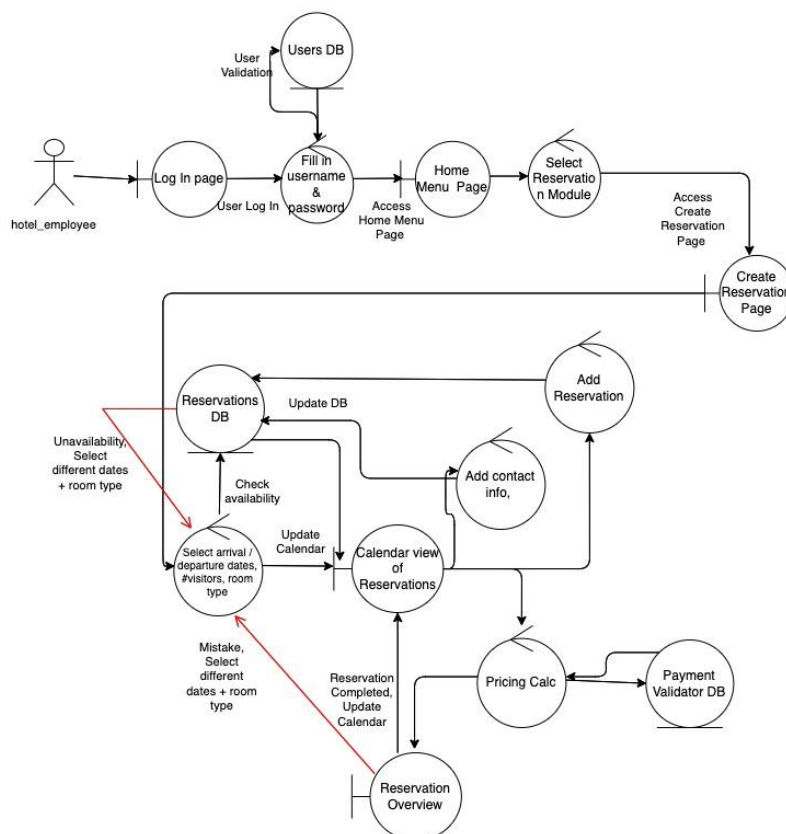 Users DB
User
Validation
Log In page
Fill in
username
&
password
Home
Menu Page
Select
Reservatio
n Module
hotel_employee
User Log In
Access
Home Menu
Page
Access
Create
Reservation
Page
Create
Reservation
Page
Reservations
DB
Update DB
Add
Reservation
Unavailability,
Select
different dates
+ room type
Check
availability
Add contact
info,
Select arrival /
departure dates,
#visitors, room
type
Update
Calendar
Calendar view
of
Reservations
Mistake,
Select
different
dates + room
type
Reservation
Completed,
Update
Calendar
Pricing Calc
Payment
Validator DB
Reservation
Overview